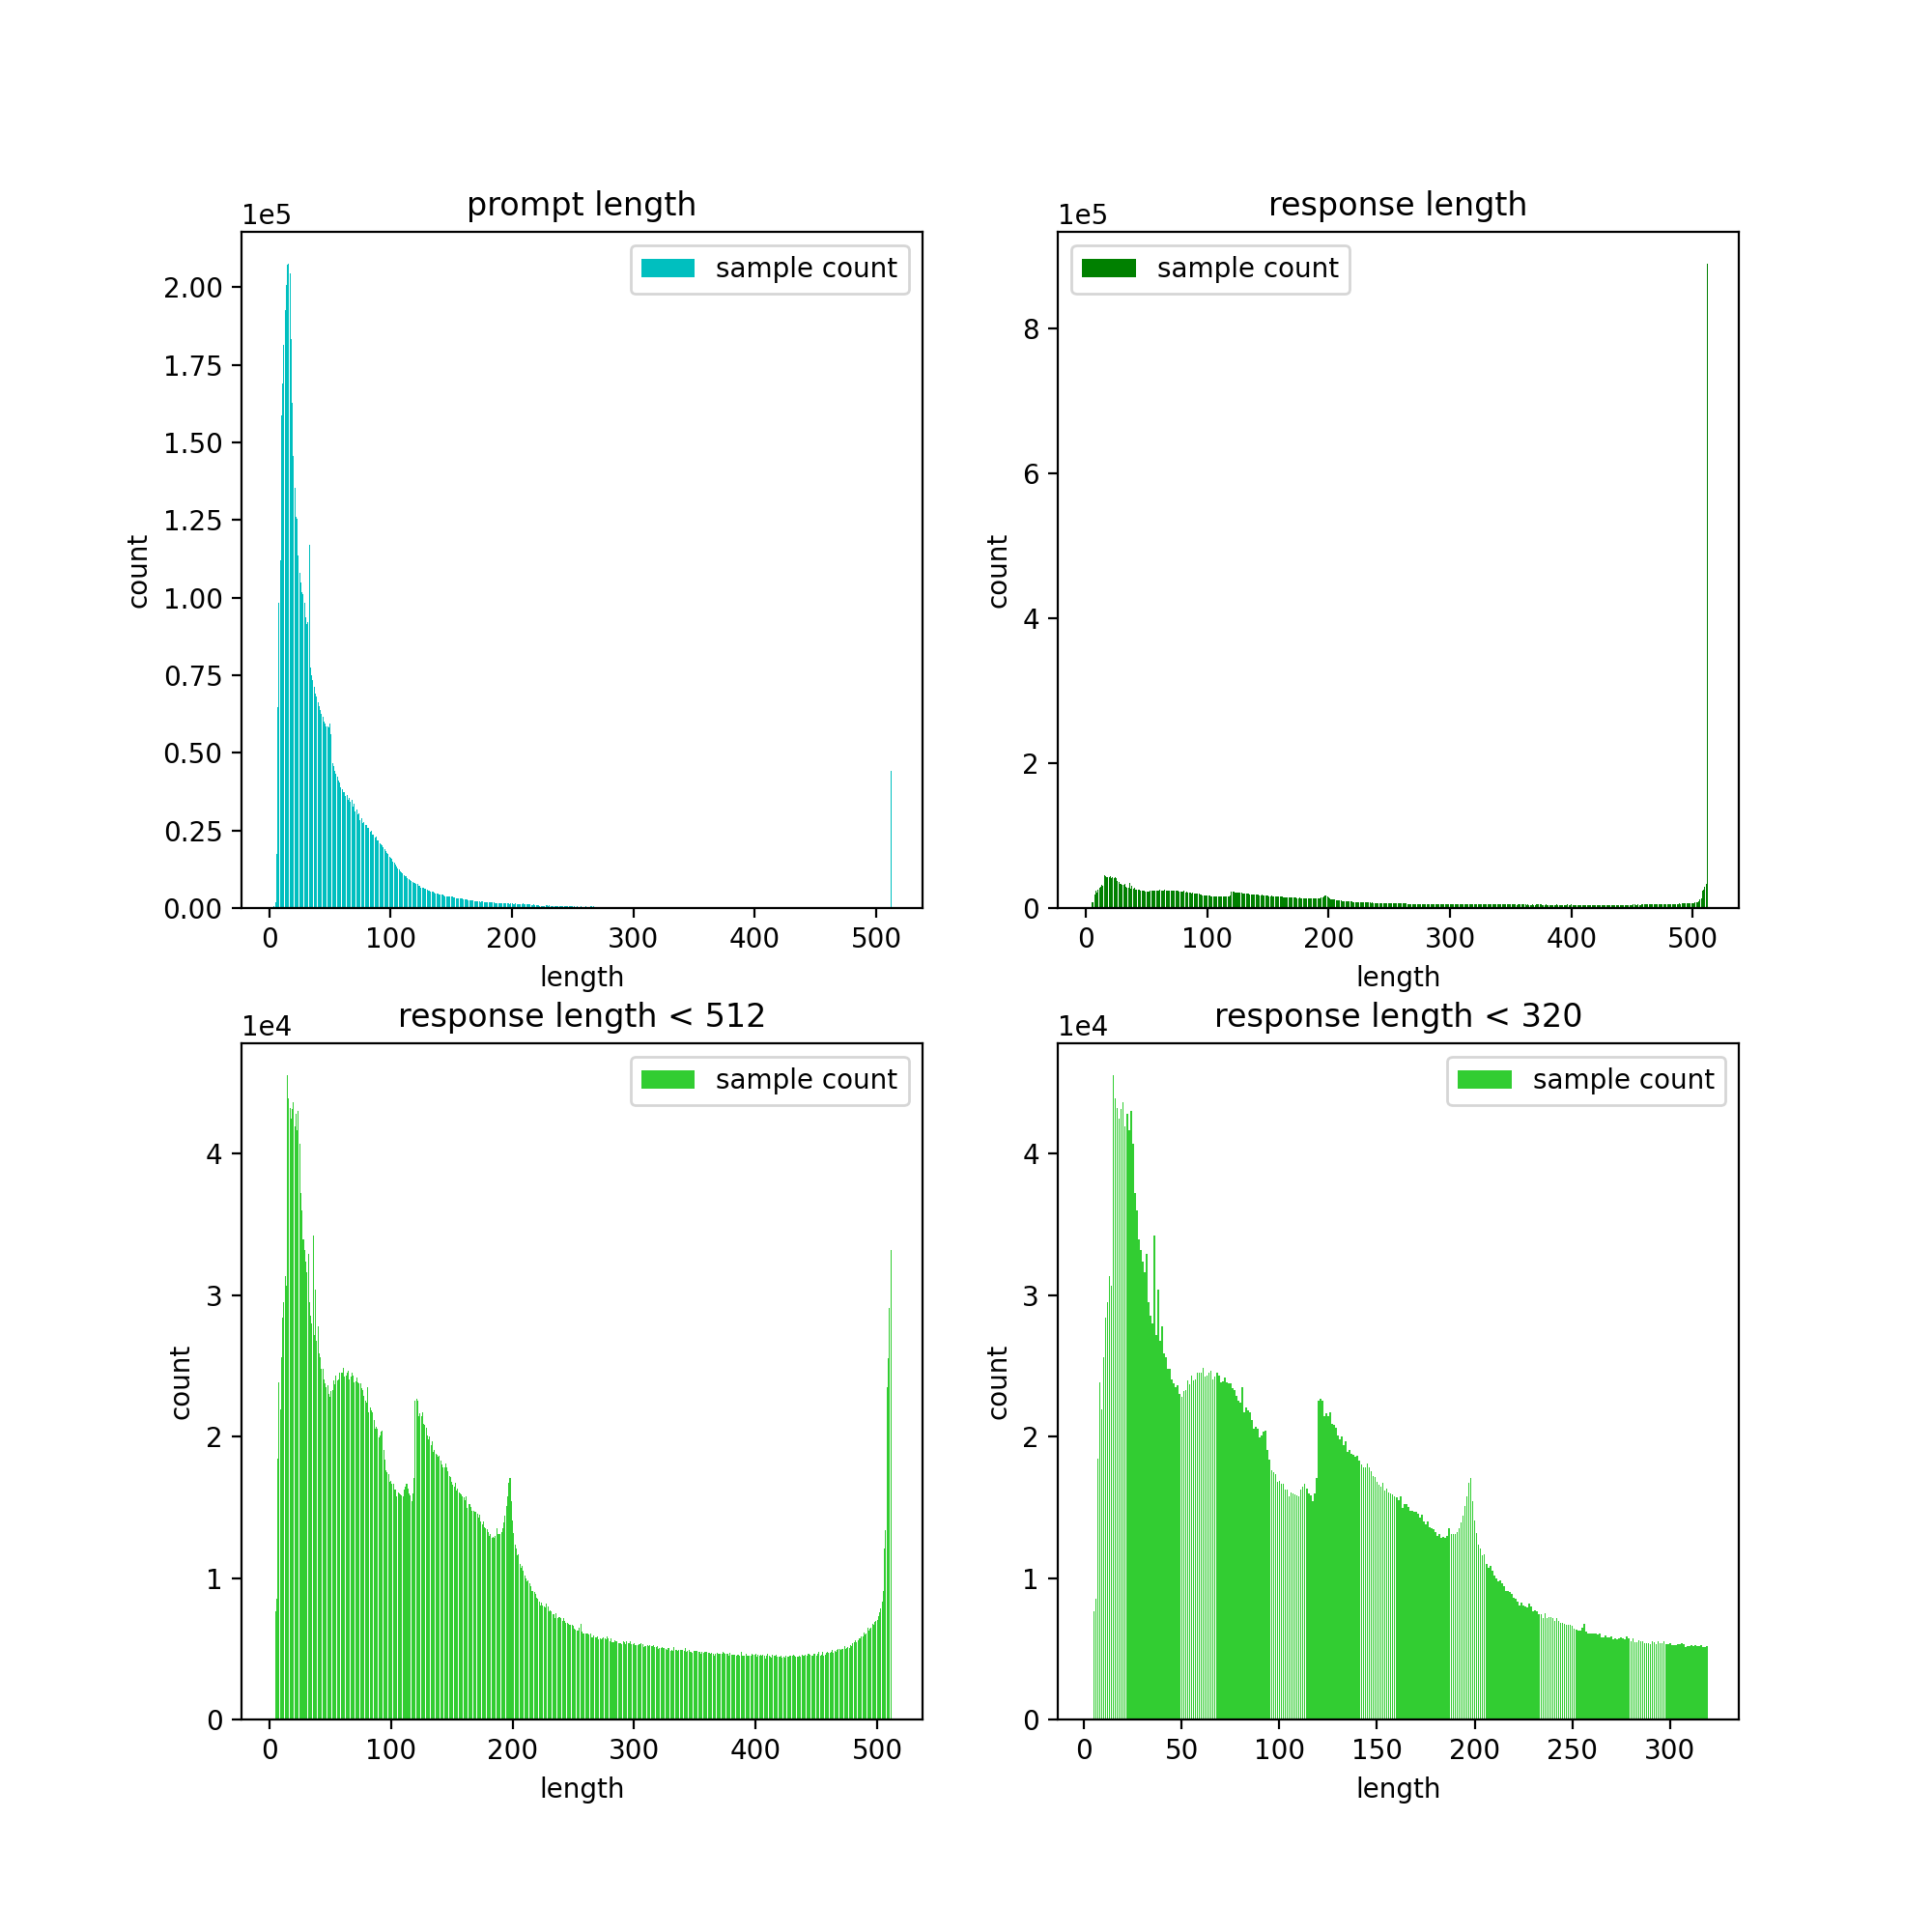 prompt length
1e5
sample count
2.00
1.75
1.50
1.25
1.00
0.75
0.50
0.25
0.00
count
0 100 200 300 400 500
length
response length
1e5
sample count
8
6
4
2
0
count
0 100 200 300 400 500
length
response length < 512
1e4
sample count
4
3
2
1
0
count
0 100 200 300 400 500
length
response length < 320
1e4
sample count
4
3
2
1
0
count
0 50 100 150 200 250 300
length